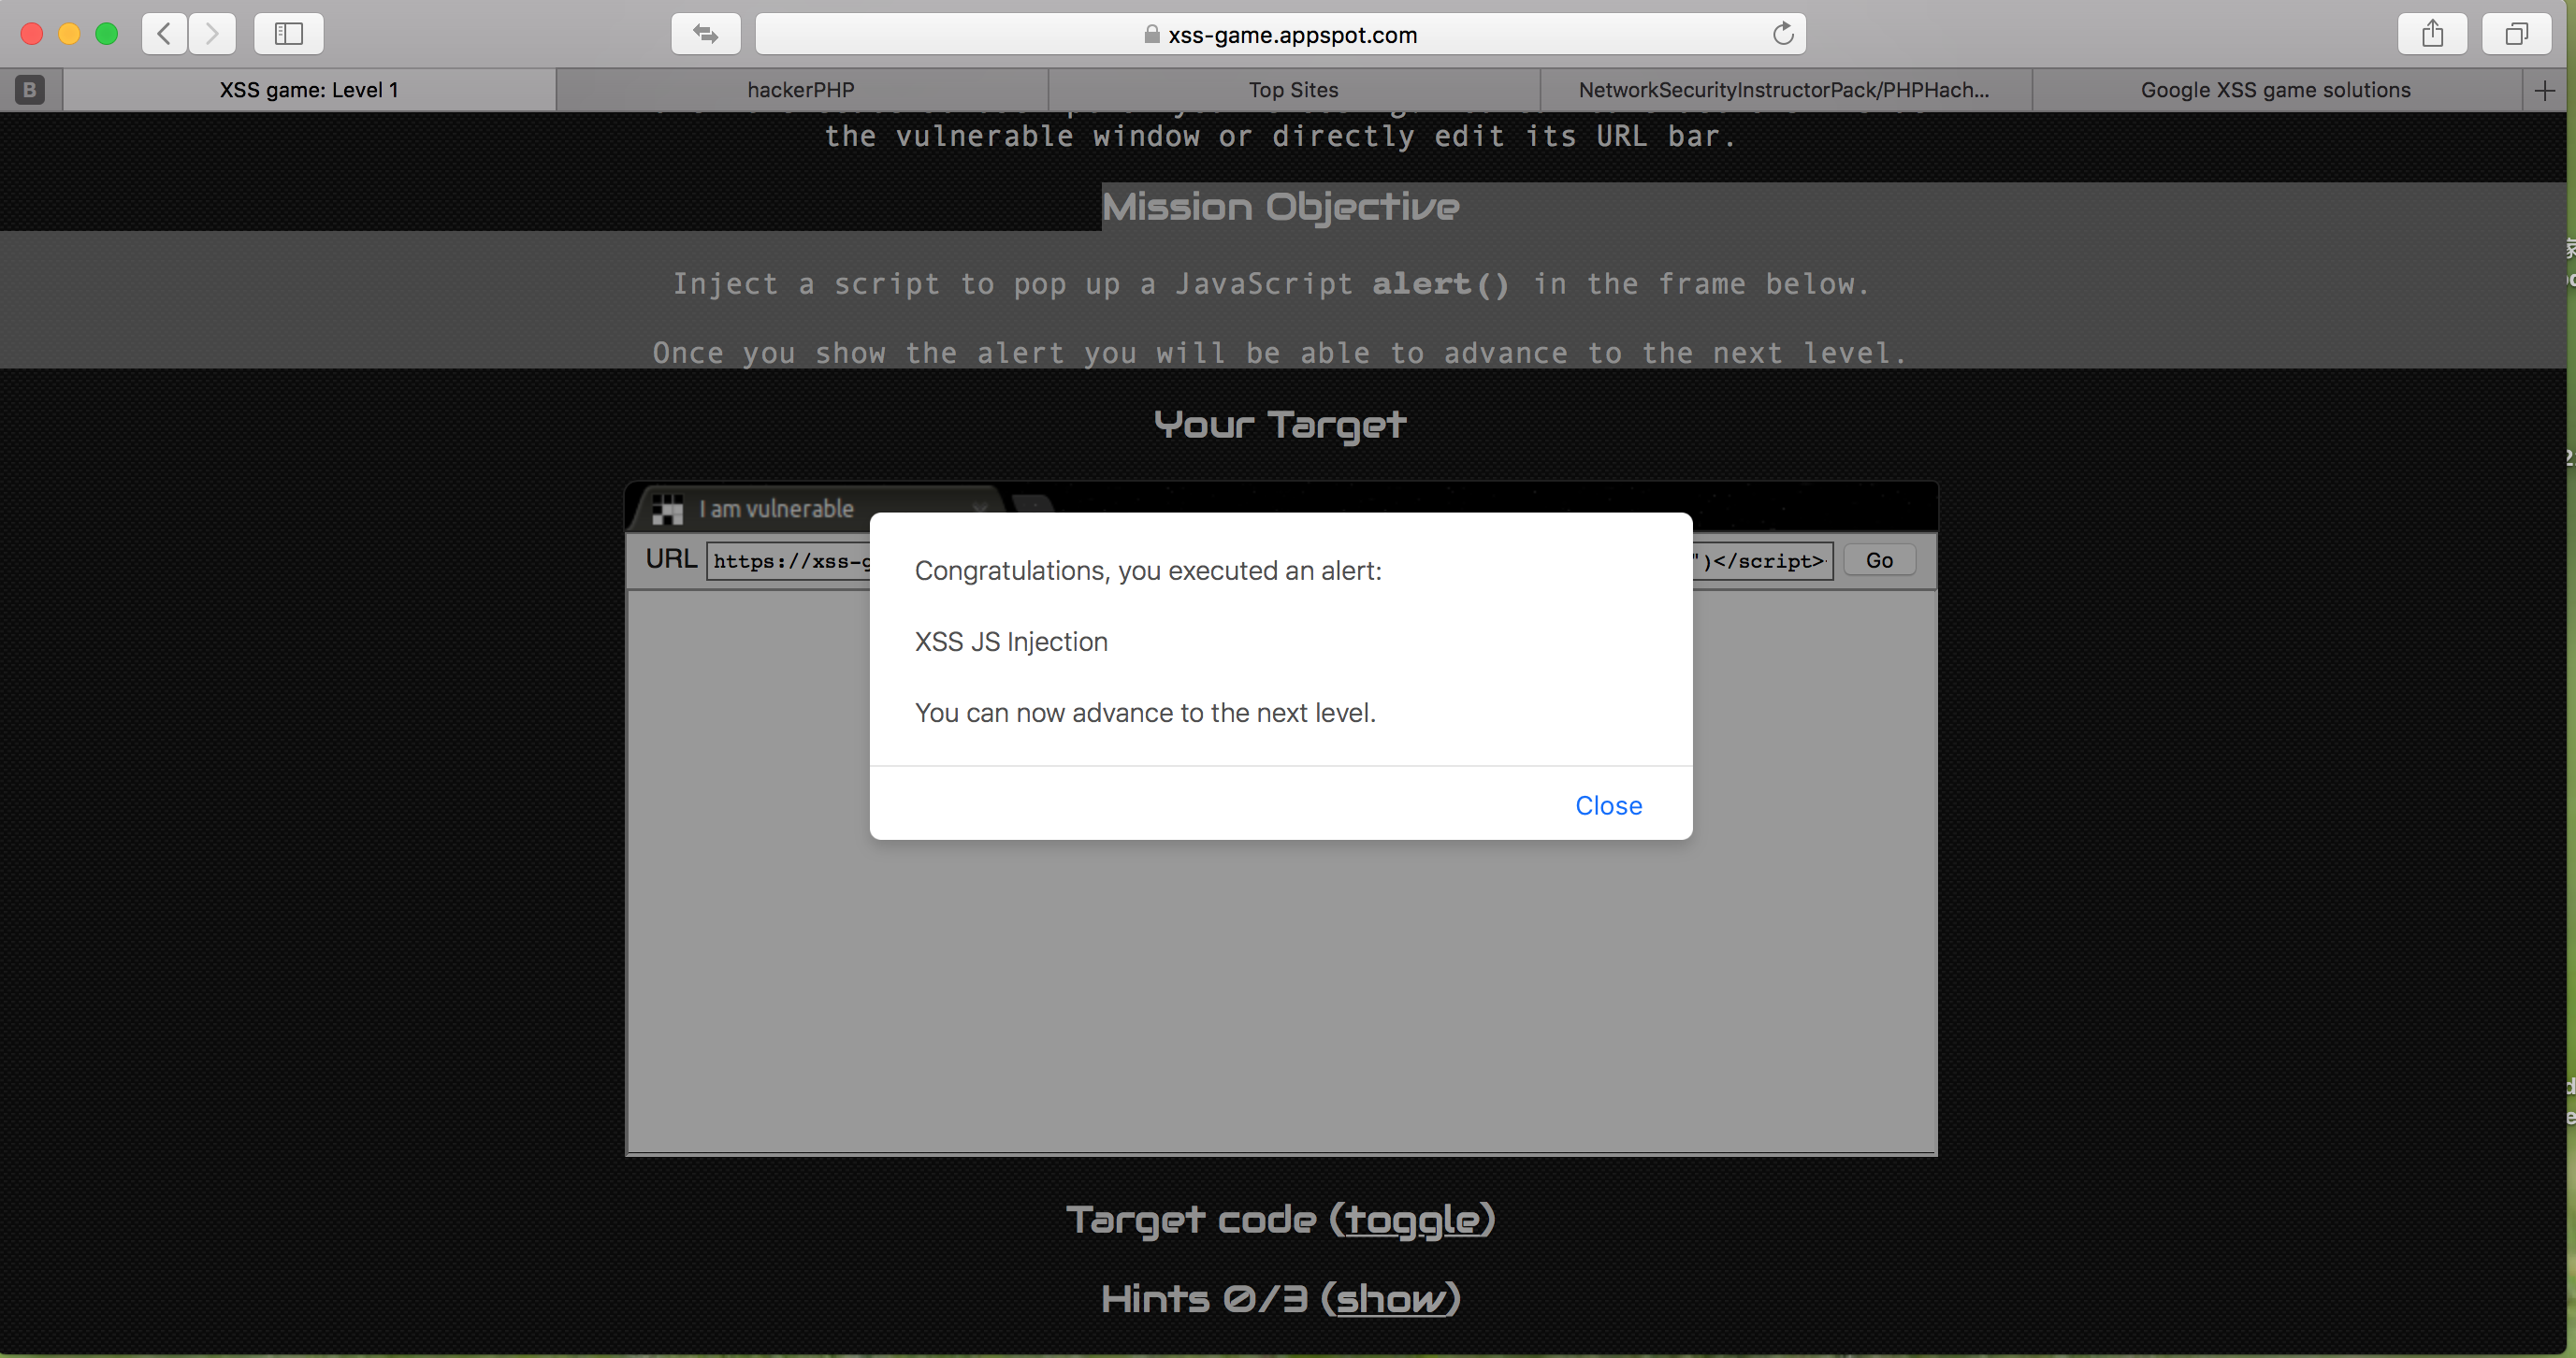 xss-game.appspot.com
B
XSS game: Level 1
hackerPHP
Top Sites
NetworkSecurityInstructorPack/PHPHach...
Google XSS game solutions
the vulnerable window or directly edit its URL bar.
Mission Objective
Inject a script to pop up a JavaScript alert() in the frame below.
Once you show the alert you will be able to advance to the next level.
Your Target
I am vulnerable
URL https://xss-g ")</script> Go
Congratulations, you executed an alert:
XSS JS Injection
You can now advance to the next level.
Close
Target code (toggle)
Hints 0/3 (show)